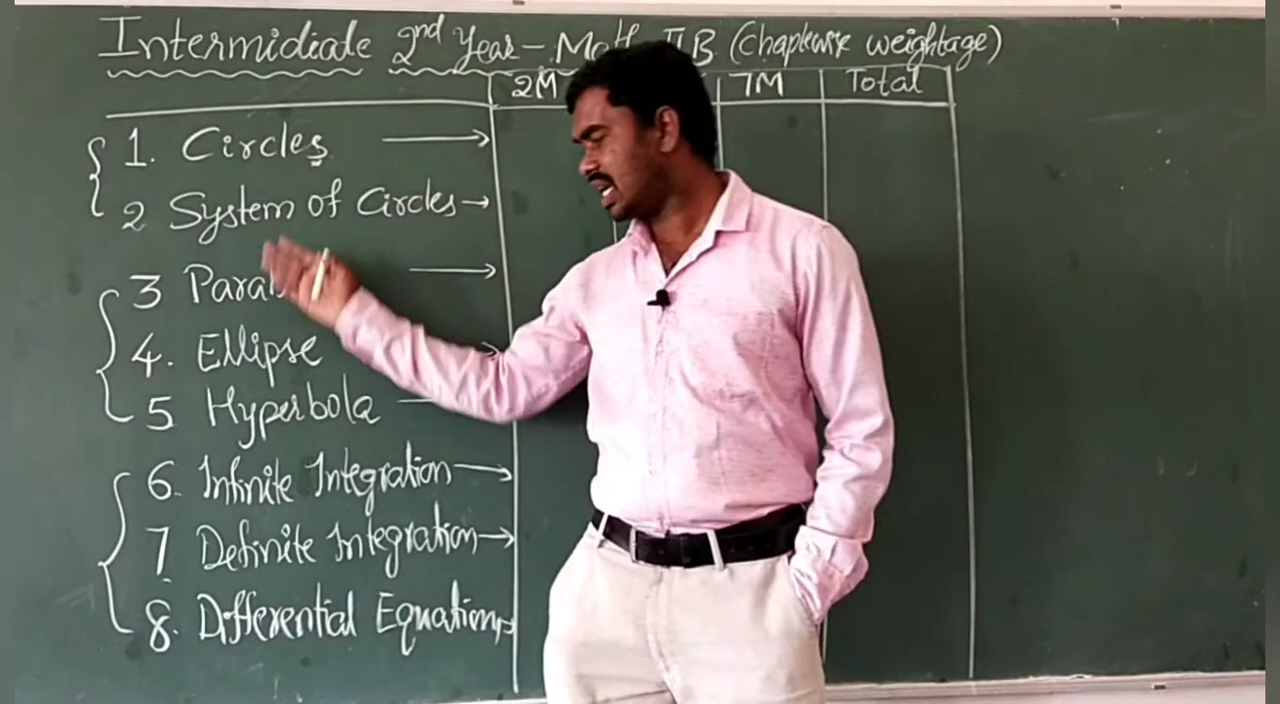 Intermidiate 2nd Year - Math IIB (Chapterwise weightage)
2M 7M Total
1. Circles
2 System of Circles
3
4. Ellipse
5 Hyperbola
6. Infinite Integration
7 Definite Integration
8. Differential Equations